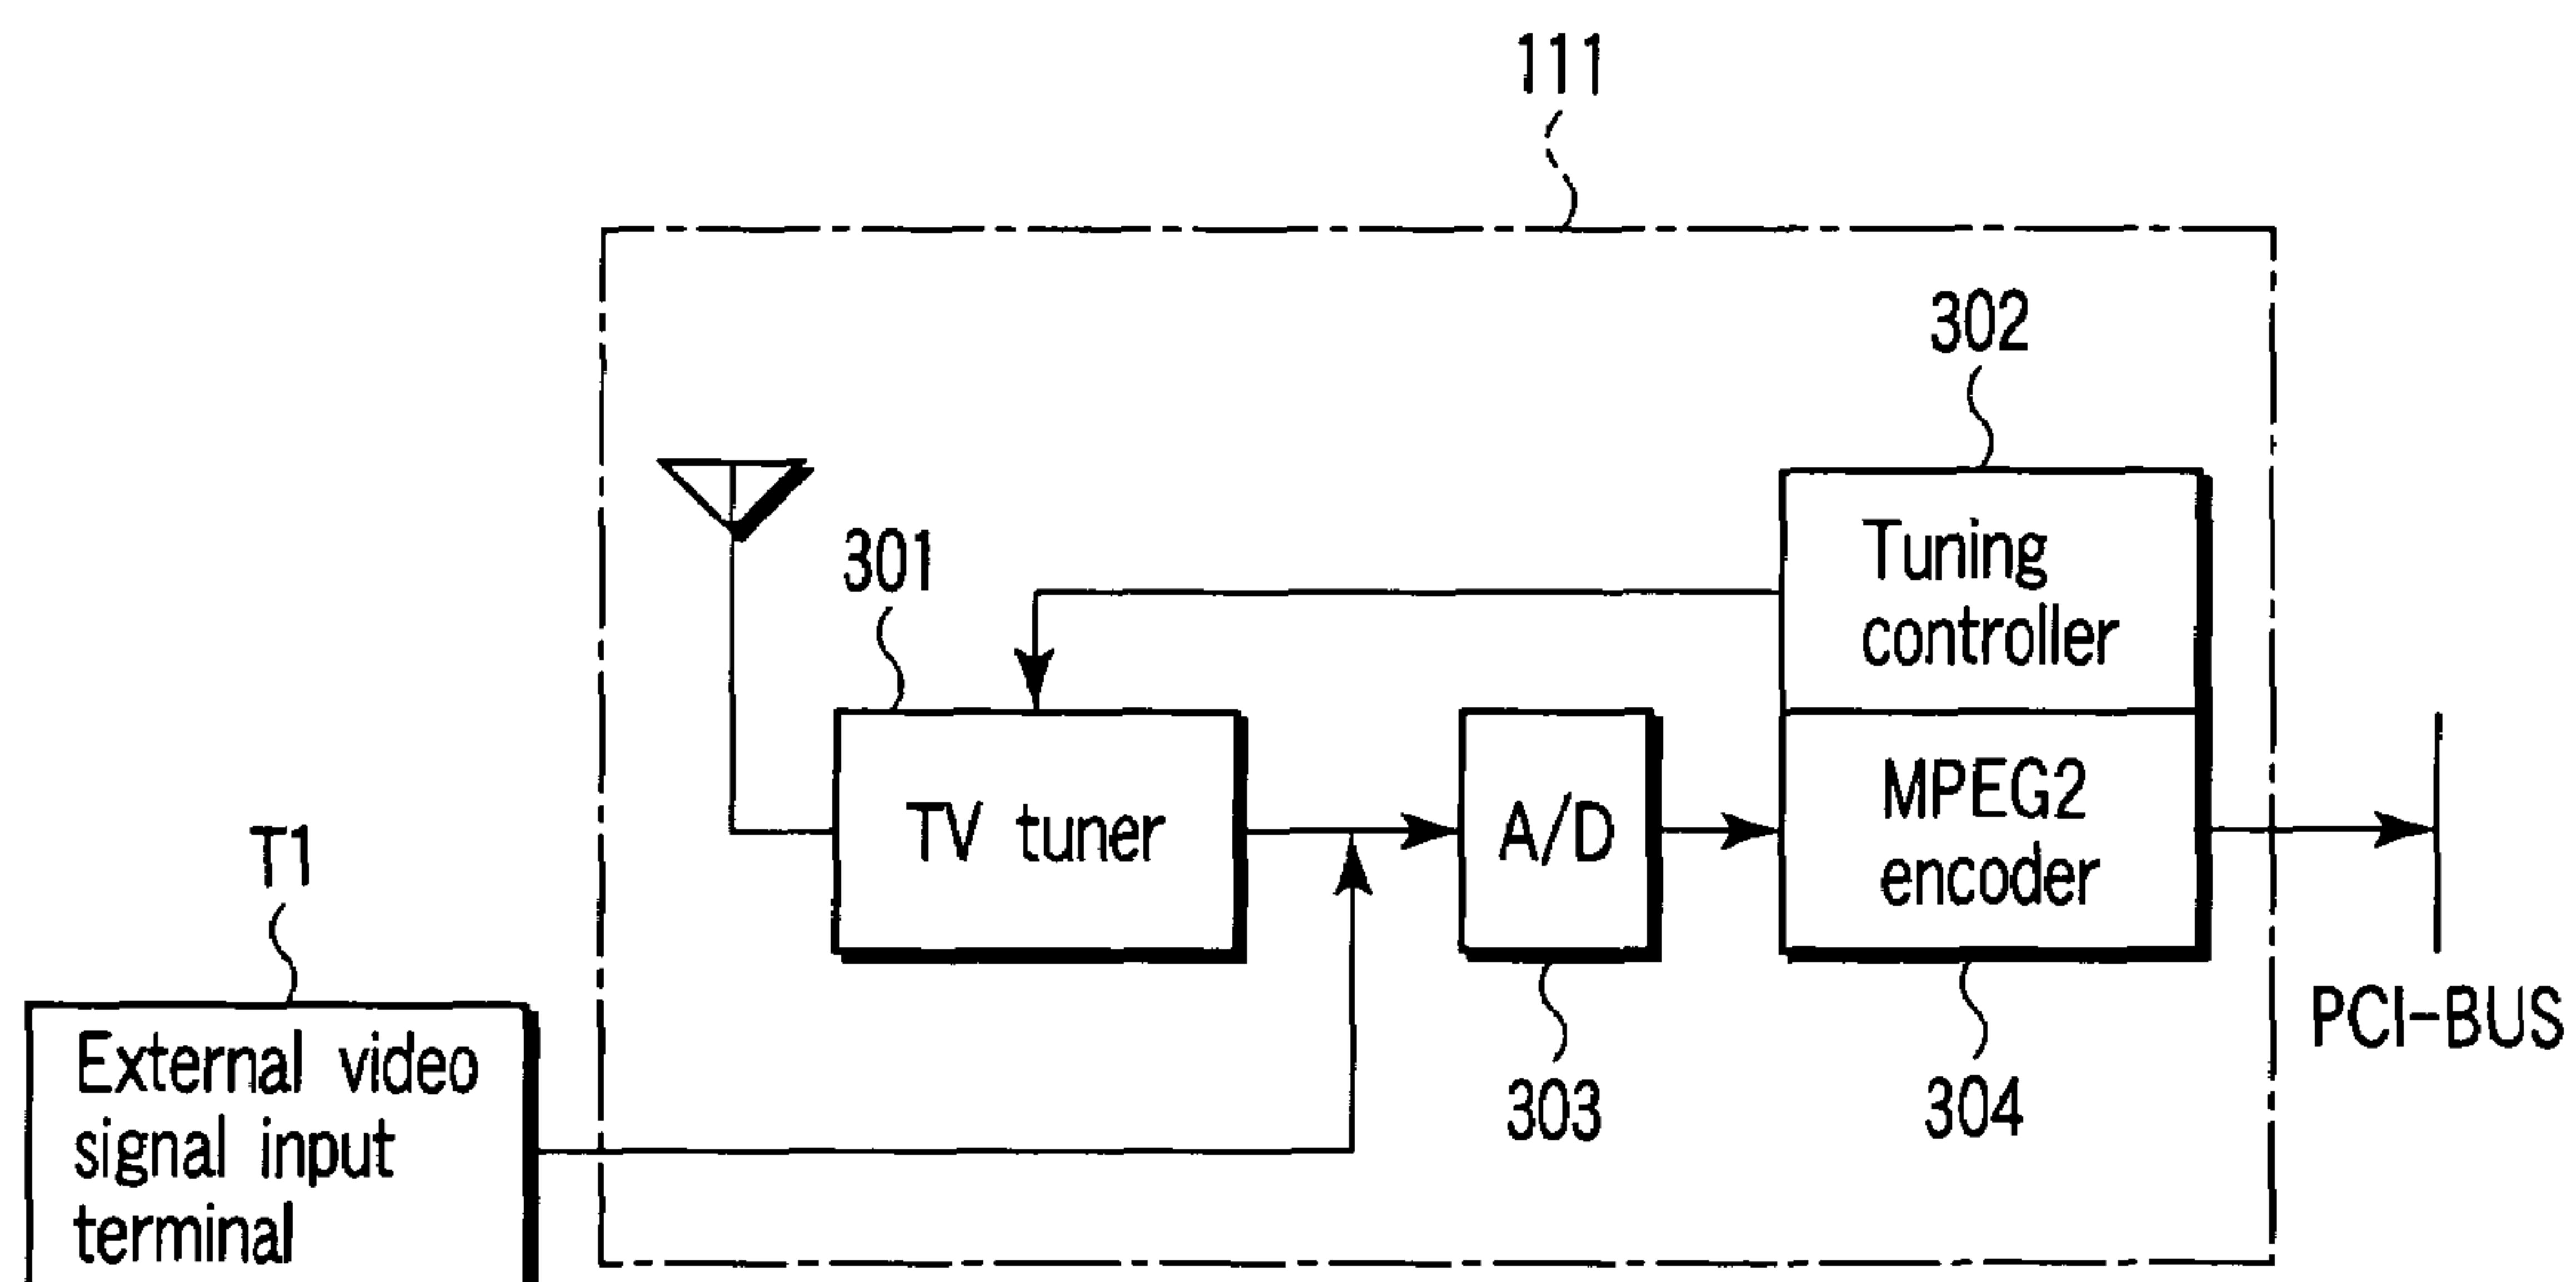 111
302
Tuning
controller
301
TV tuner
A/D
MPEG2
encoder
T1
PCI-BUS
303
304
External video
signal input
terminal